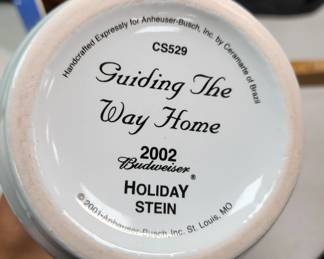 Handcrafted Expressly for Anheuser-Busch, Inc. by Ceramarte of Brazil
CS529
Guiding The
Way Home
2002
Budweiser®
HOLIDAY
STEIN
© 2001 Anheuser-Busch, Inc. St. Louis, MO